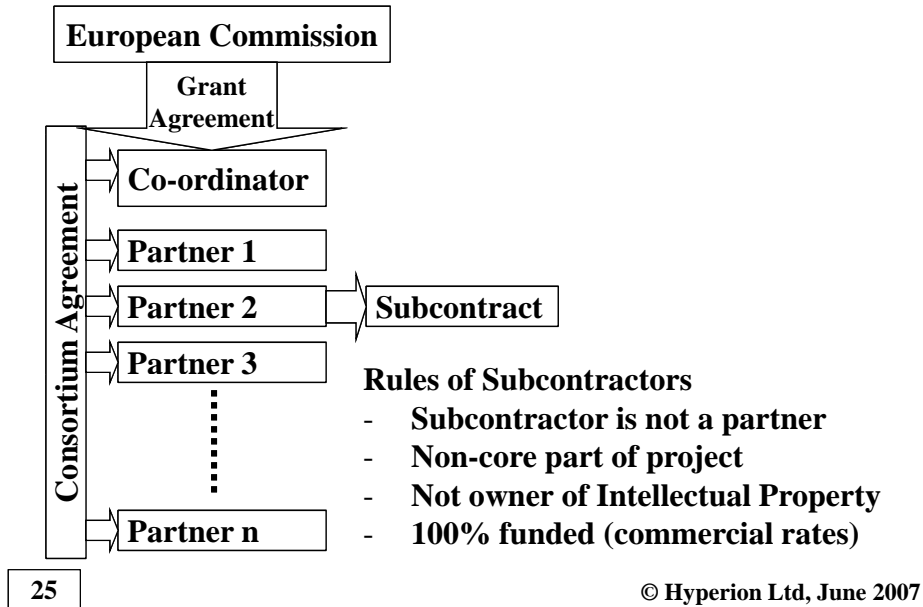 European Commission
Grant
Agreement
Consortium Agreement
Co-ordinator
Partner 1
Partner 2
Subcontract
Partner 3
Partner n
Rules of Subcontractors
- Subcontractor is not a partner
- Non-core part of project
- Not owner of Intellectual Property
- 100% funded (commercial rates)
25
© Hyperion Ltd, June 2007